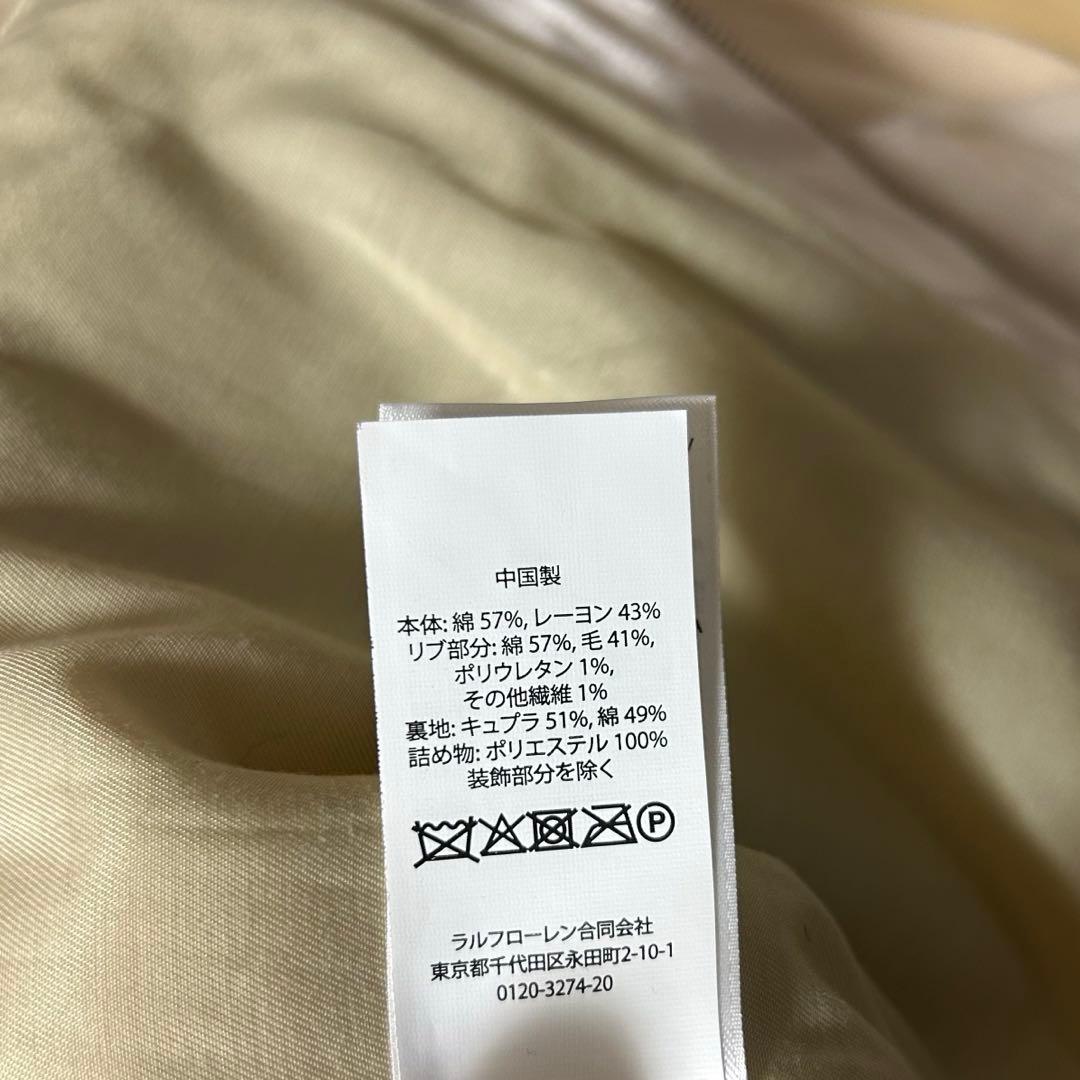 中国製
本体: 綿 57%, レーヨン 43%
リブ部分: 綿 57%, 毛 41%,
ポリウレタン 1%,
その他繊維 1%
裏地: キュプラ 51%, 綿 49%
詰め物: ポリエステル 100%
装飾部分を除く
P
ラルフローレン合同会社
東京都千代田区永田町2-10-1
0120-3274-20